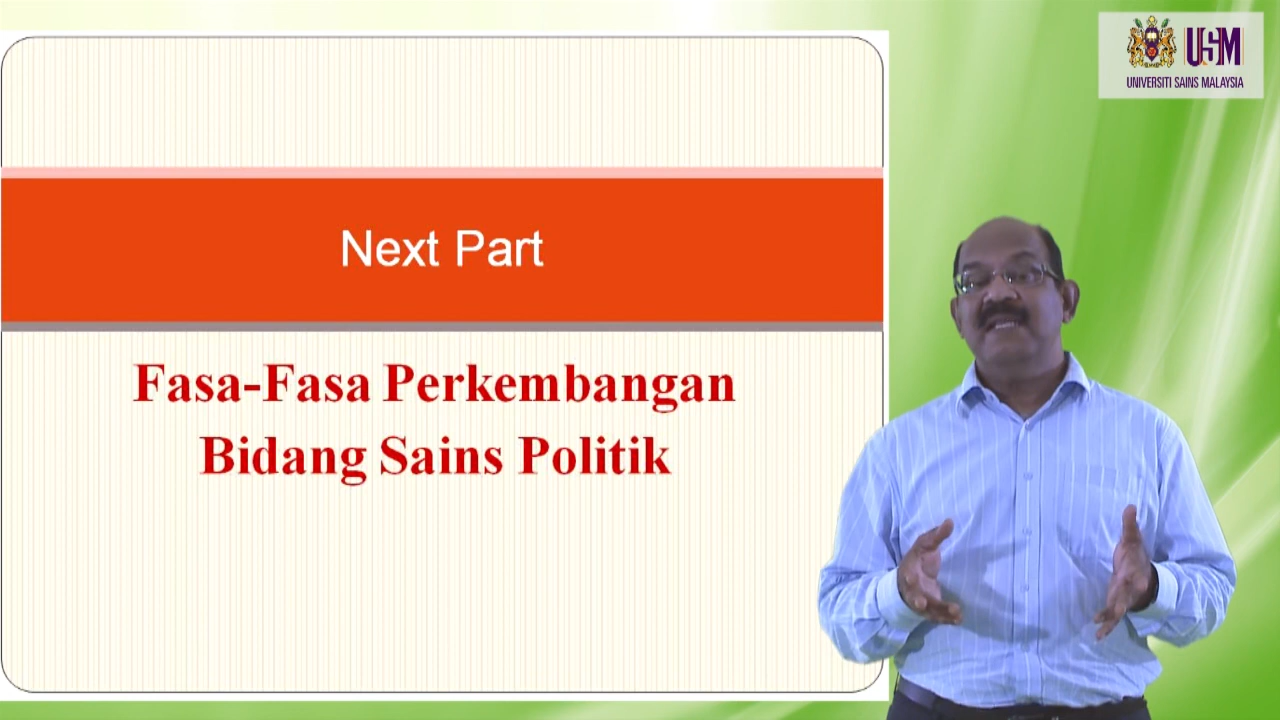 USM
UNIVERSITI SAINS MALAYSIA
Next Part
Fasa-Fasa Perkembangan
Bidang Sains Politik